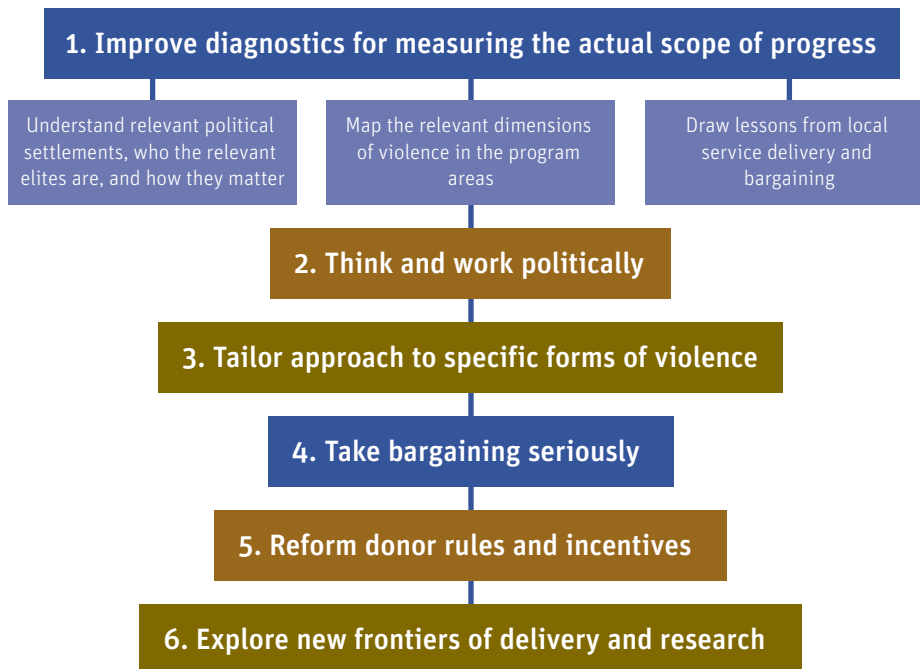 1. Improve diagnostics for measuring the actual scope of progress
Understand relevant political
settlements, who the relevant
elites are, and how they matter
Map the relevant dimensions
of violence in the program
areas
Draw lessons from local
service delivery and
bargaining
2. Think and work politically
3. Tailor approach to specific forms of violence
4. Take bargaining seriously
5. Reform donor rules and incentives
6. Explore new frontiers of delivery and research